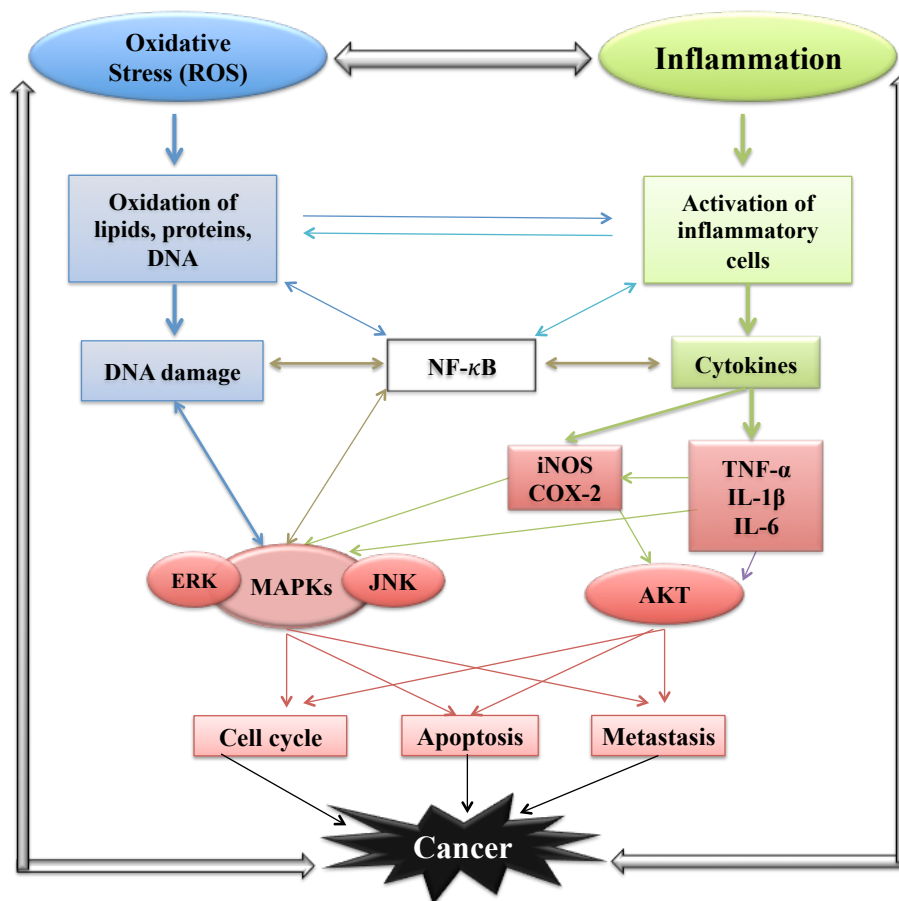 Oxidative
Stress (ROS)
Inflammation
Oxidation of
lipids, proteins,
DNA
Activation of
inflammatory
cells
DNA damage
NF-κB
Cytokines
iNOS
COX-2
TNF-α
IL-1β
IL-6
ERK
MAPKs
JNK
AKT
Cell cycle
Apoptosis
Metastasis
Cancer